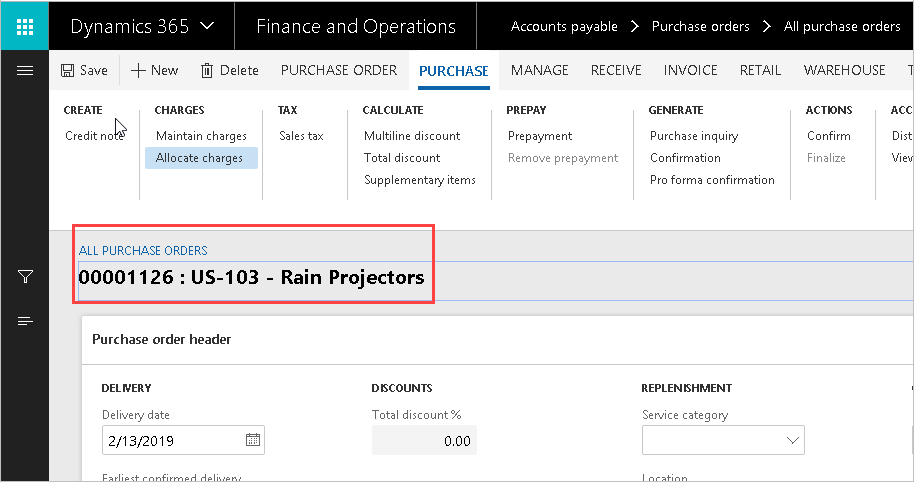 Dynamics 365 Finance and Operations Accounts payable Purchase orders All purchase orders
Save New Delete PURCHASE ORDER PURCHASE MANAGE RECEIVE INVOICE RETAIL WAREHOUSE T
CREATE CHARGES TAX CALCULATE PREPAY GENERATE ACTIONS ACC
Credit note Maintain charges Sales tax Multiline discount Prepayment Purchase inquiry Confirm Dist
Allocate charges Total discount Remove prepayment Confirmation Finalize View
Supplementary items Pro forma confirmation
ALL PURCHASE ORDERS
00001126 : US-103 - Rain Projectors
Purchase order header
DELIVERY DISCOUNTS REPLENISHMENT
Delivery date Total discount % Service category
2/13/2019 0.00
Earliest confirmed delivery Location